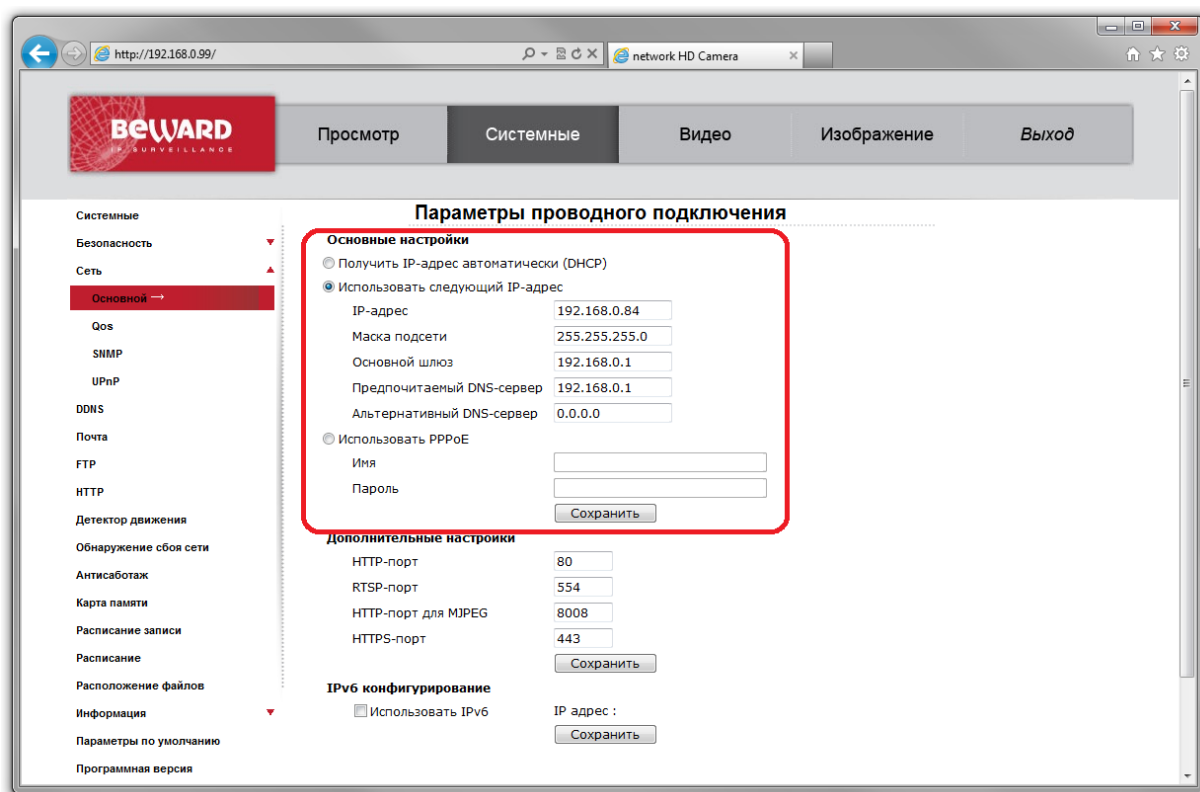 http://192.168.0.99/
network HD Camera
BEWARD
IP SURVEILLANCE
Просмотр
Системные
Видео
Изображение
Выход
Системные
Безопасность
Сеть
Основной →
Qos
SNMP
UPnP
DDNS
Почта
FTP
HTTP
Детектор движения
Обнаружение сбоя сети
Антисаботаж
Карта памяти
Расписание записи
Расписание
Расположение файлов
Информация
Параметры по умолчанию
Программная версия
Параметры проводного подключения
Основные настройки
Получить IP-адрес автоматически (DHCP)
Использовать следующий IP-адрес
IP-адрес 192.168.0.84
Маска подсети 255.255.255.0
Основной шлюз 192.168.0.1
Предпочитаемый DNS-сервер 192.168.0.1
Альтернативный DNS-сервер 0.0.0.0
Использовать PPPoE
Имя
Пароль
Сохранить
Дополнительные настройки
HTTP-порт 80
RTSP-порт 554
HTTP-порт для MJPEG 8008
HTTPS-порт 443
Сохранить
IPv6 конфигурирование
Использовать IPv6 IP адрес :
Сохранить